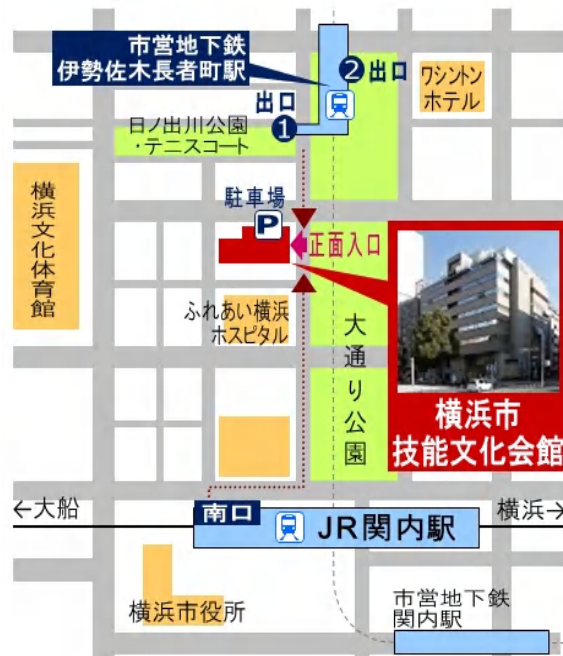 市営地下鉄
伊勢佐木長者町駅
2出口
ワシントン
ホテル
出口
1
日ノ出川公園
・テニスコート
横浜文化体育館
駐車場
P
正面入口
ふれあい横浜
ホスピタル
大通り公園
横浜市
技能文化会館
←大船
南口
JR関内駅
横浜→
横浜市役所
市営地下鉄
関内駅